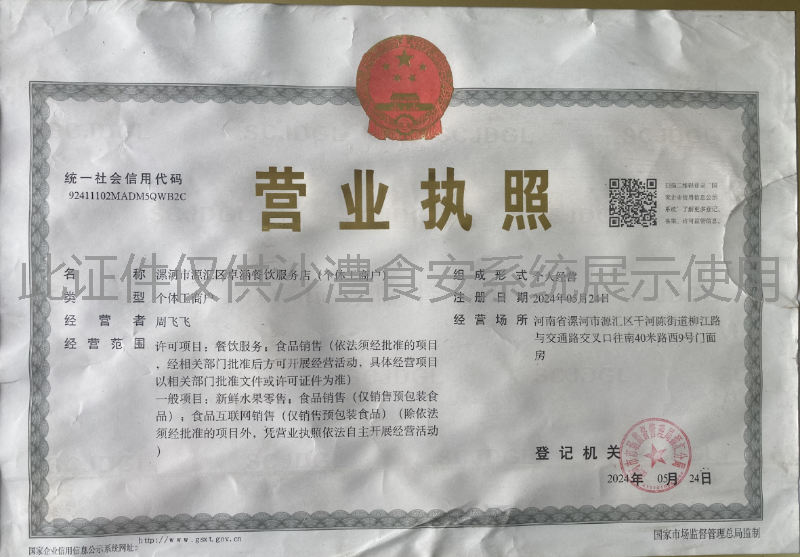 营业执照
统一社会信用代码
92411102MADM5QWB2C
扫描二维码登录“国
家企业信用信息公示
系统”了解更多登记、
备案、许可监管信息。
此证件仅供沙澧食安系统展示使用
名称 漯河市源汇区卓涵餐饮服务店（个体工商户）
类型 个体工商户
经营者 周飞飞
经营范围 许可项目：餐饮服务；食品销售（依法须经批准的项目
，经相关部门批准后方可开展经营活动，具体经营项目
以相关部门批准文件或许可证件为准）
一般项目：新鲜水果零售；食品销售（仅销售预包装食
品）；食品互联网销售（仅销售预包装食品）（除依法
须经批准的项目外，凭营业执照依法自主开展经营活动
）
组成形式 个人经营
注册日期 2024年05月24日
经营场所 河南省漯河市源汇区干河陈街道柳江路
与交通路交叉口往南40米路西9号门面
房
登记机关
2024年 05月 24日
国家企业信用信息公示系统网址：http://www.gsxt.gov.cn
国家市场监督管理总局监制